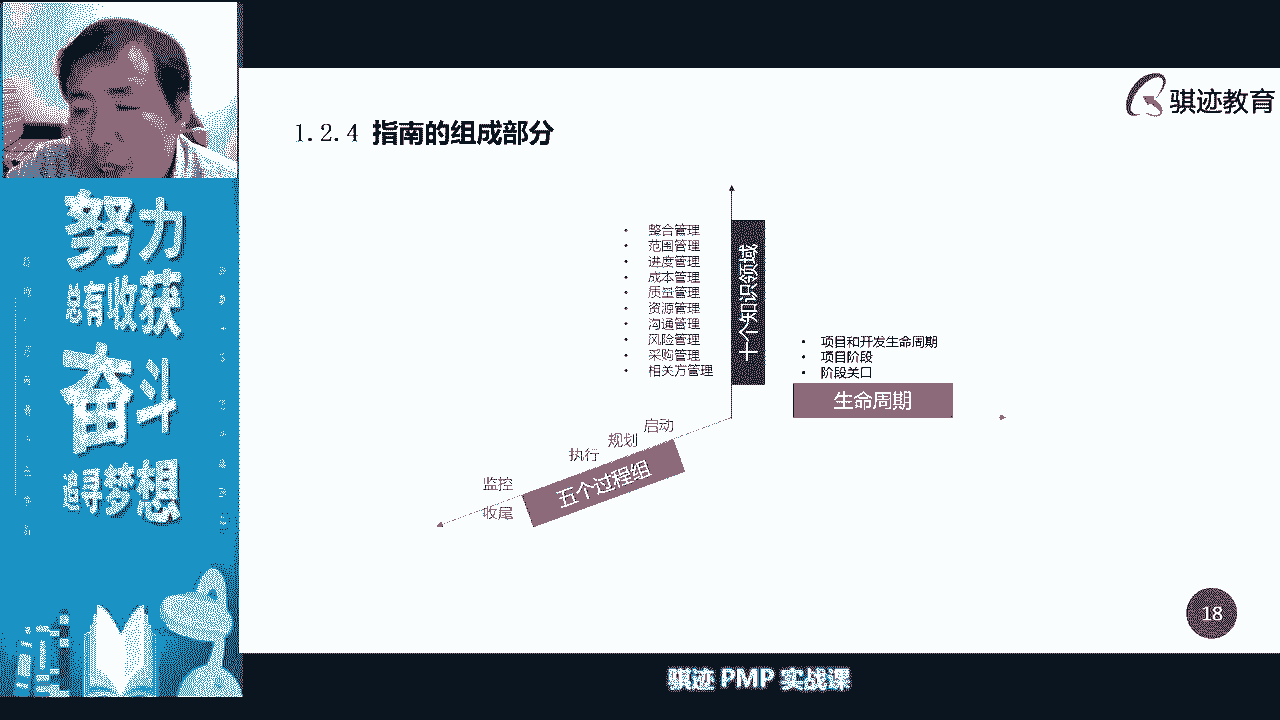 骐迹教育
1.2.4 指南的组成部分
努力
总有收获
奋斗
追寻梦想
• 整合管理
• 范围管理
• 进度管理
• 成本管理
• 质量管理
• 资源管理
• 沟通管理
• 风险管理
• 采购管理
• 相关方管理
十个知识领域
• 项目和开发生命周期
• 项目阶段
• 阶段关口
生命周期
启动
规划
执行
监控
收尾
五个过程组
18
骐迹 PMP 实战课